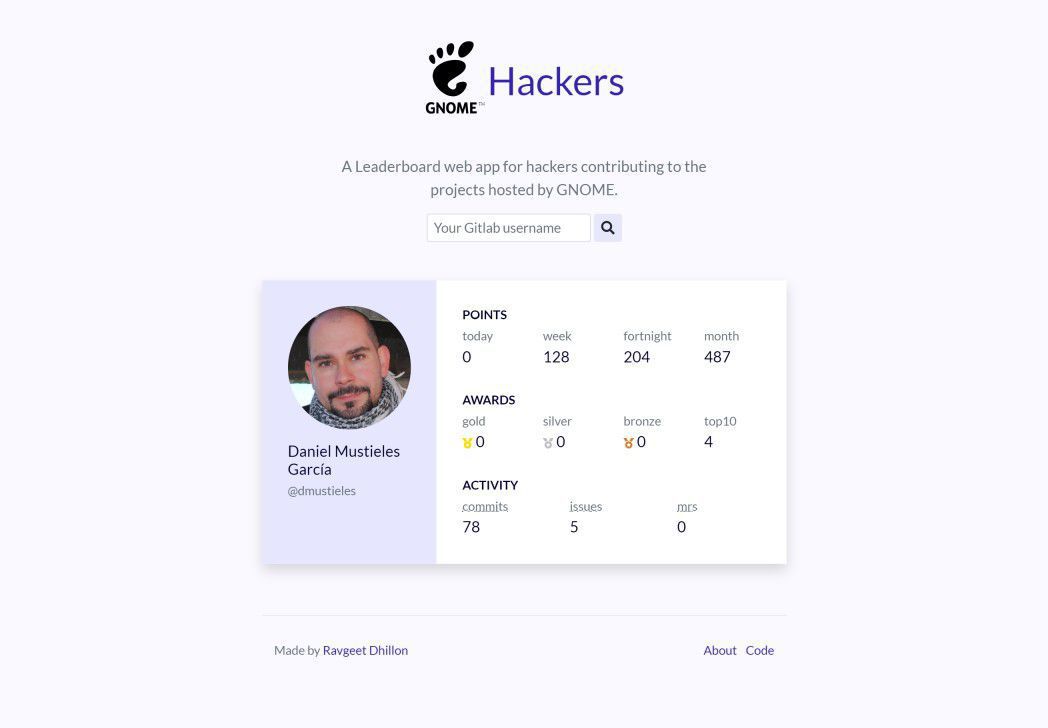 GNOME™ Hackers
A Leaderboard web app for hackers contributing to the
projects hosted by GNOME.
Your Gitlab username
POINTS
today week fortnight month
0 128 204 487
AWARDS
gold silver bronze top10
0 0 0 4
Daniel Mustieles
García
@dmustieles
ACTIVITY
commits issues mrs
78 5 0
Made by Ravgeet Dhillon About Code